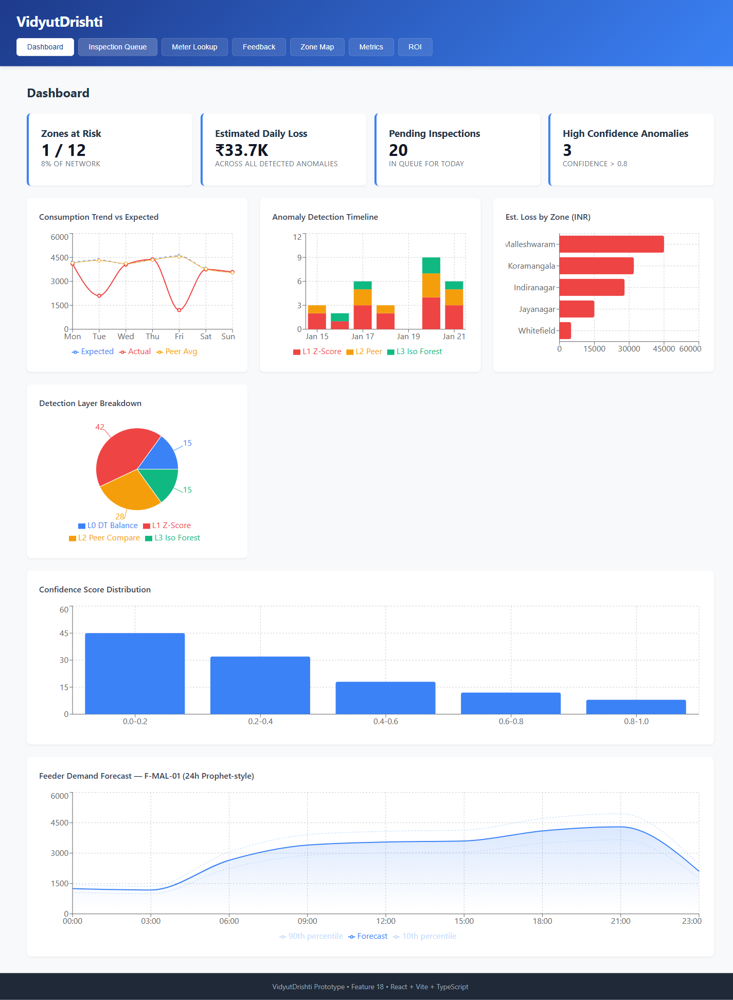 VidyutDrishti
Dashboard
Inspection Queue
Meter Lookup
Feedback
Zone Map
Metrics
ROI
Dashboard
Zones at Risk
1 / 12
8% OF NETWORK
Estimated Daily Loss
₹33.7K
ACROSS ALL DETECTED ANOMALIES
Pending Inspections
20
IN QUEUE FOR TODAY
High Confidence Anomalies
3
CONFIDENCE > 0.8
Consumption Trend vs Expected
6000
4500
3000
1500
0
Mon Tue Wed Thu Fri Sat Sun
Expected Actual Peer Avg
Anomaly Detection Timeline
12
9
6
3
0
Jan 15 Jan 17 Jan 19 Jan 21
L1 Z-Score L2 Peer L3 Iso Forest
Est. Loss by Zone (INR)
Malleshwaram
Koramangala
Indiranagar
Jayanagar
Whitefield
0 15000 30000 45000 60000
Detection Layer Breakdown
42
15
15
28
L0 DT Balance L1 Z-Score
L2 Peer Compare L3 Iso Forest
Confidence Score Distribution
60
45
30
15
0
0.0-0.2 0.2-0.4 0.4-0.6 0.6-0.8 0.8-1.0
Feeder Demand Forecast — F-MAL-01 (24h Prophet-style)
6000
4500
3000
1500
0
00:00 03:00 06:00 09:00 12:00 15:00 18:00 21:00 23:00
90th percentile Forecast 10th percentile
VidyutDrishti Prototype • Feature 18 • React + Vite + TypeScript